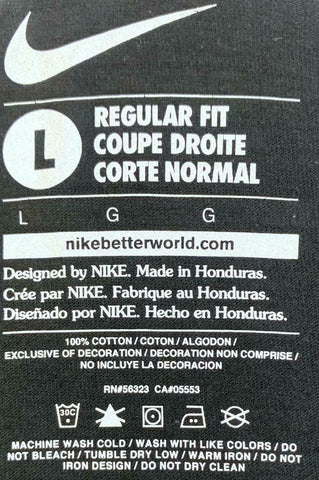 L
REGULAR FIT
COUPE DROITE
CORTE NORMAL
L G G
nikebetterworld.com
Designed by NIKE. Made in Honduras.
Crée par NIKE. Fabrique au Honduras.
Diseñado por NIKE. Hecho en Honduras.
100% COTTON / COTON / ALGODON /
EXCLUSIVE OF DECORATION / DECORATION NON COMPRISE /
NO INCLUYE LA DECORACION
RN#56323 CA#05553
30C
MACHINE WASH COLD / WASH WITH LIKE COLORS / DO
NOT BLEACH / TUMBLE DRY LOW / WARM IRON / DO NOT
IRON DESIGN / DO NOT DRY CLEAN